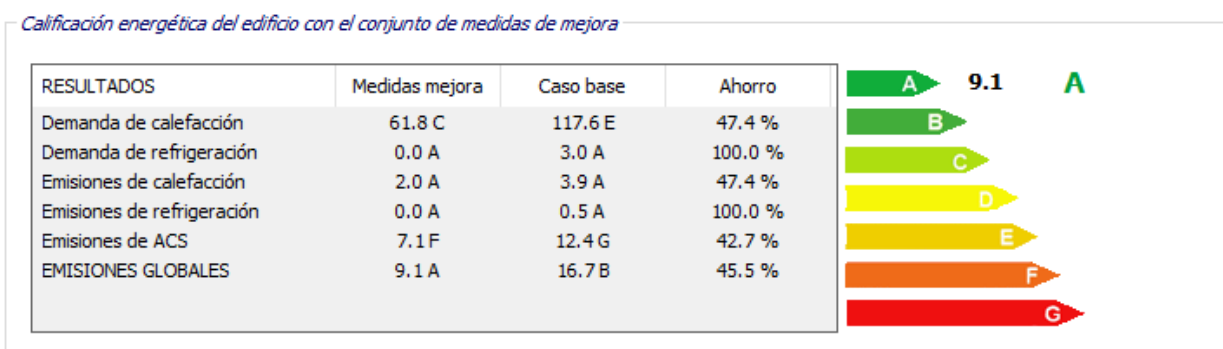 Calificación energética del edificio con el conjunto de medidas de mejora
RESULTADOS Medidas mejora Caso base Ahorro
Demanda de calefacción 61.8 C 117.6 E 47.4 %
Demanda de refrigeración 0.0 A 3.0 A 100.0 %
Emisiones de calefacción 2.0 A 3.9 A 47.4 %
Emisiones de refrigeración 0.0 A 0.5 A 100.0 %
Emisiones de ACS 7.1 F 12.4 G 42.7 %
EMISIONES GLOBALES 9.1 A 16.7 B 45.5 %
A 9.1 A
B
C
D
E
F
G